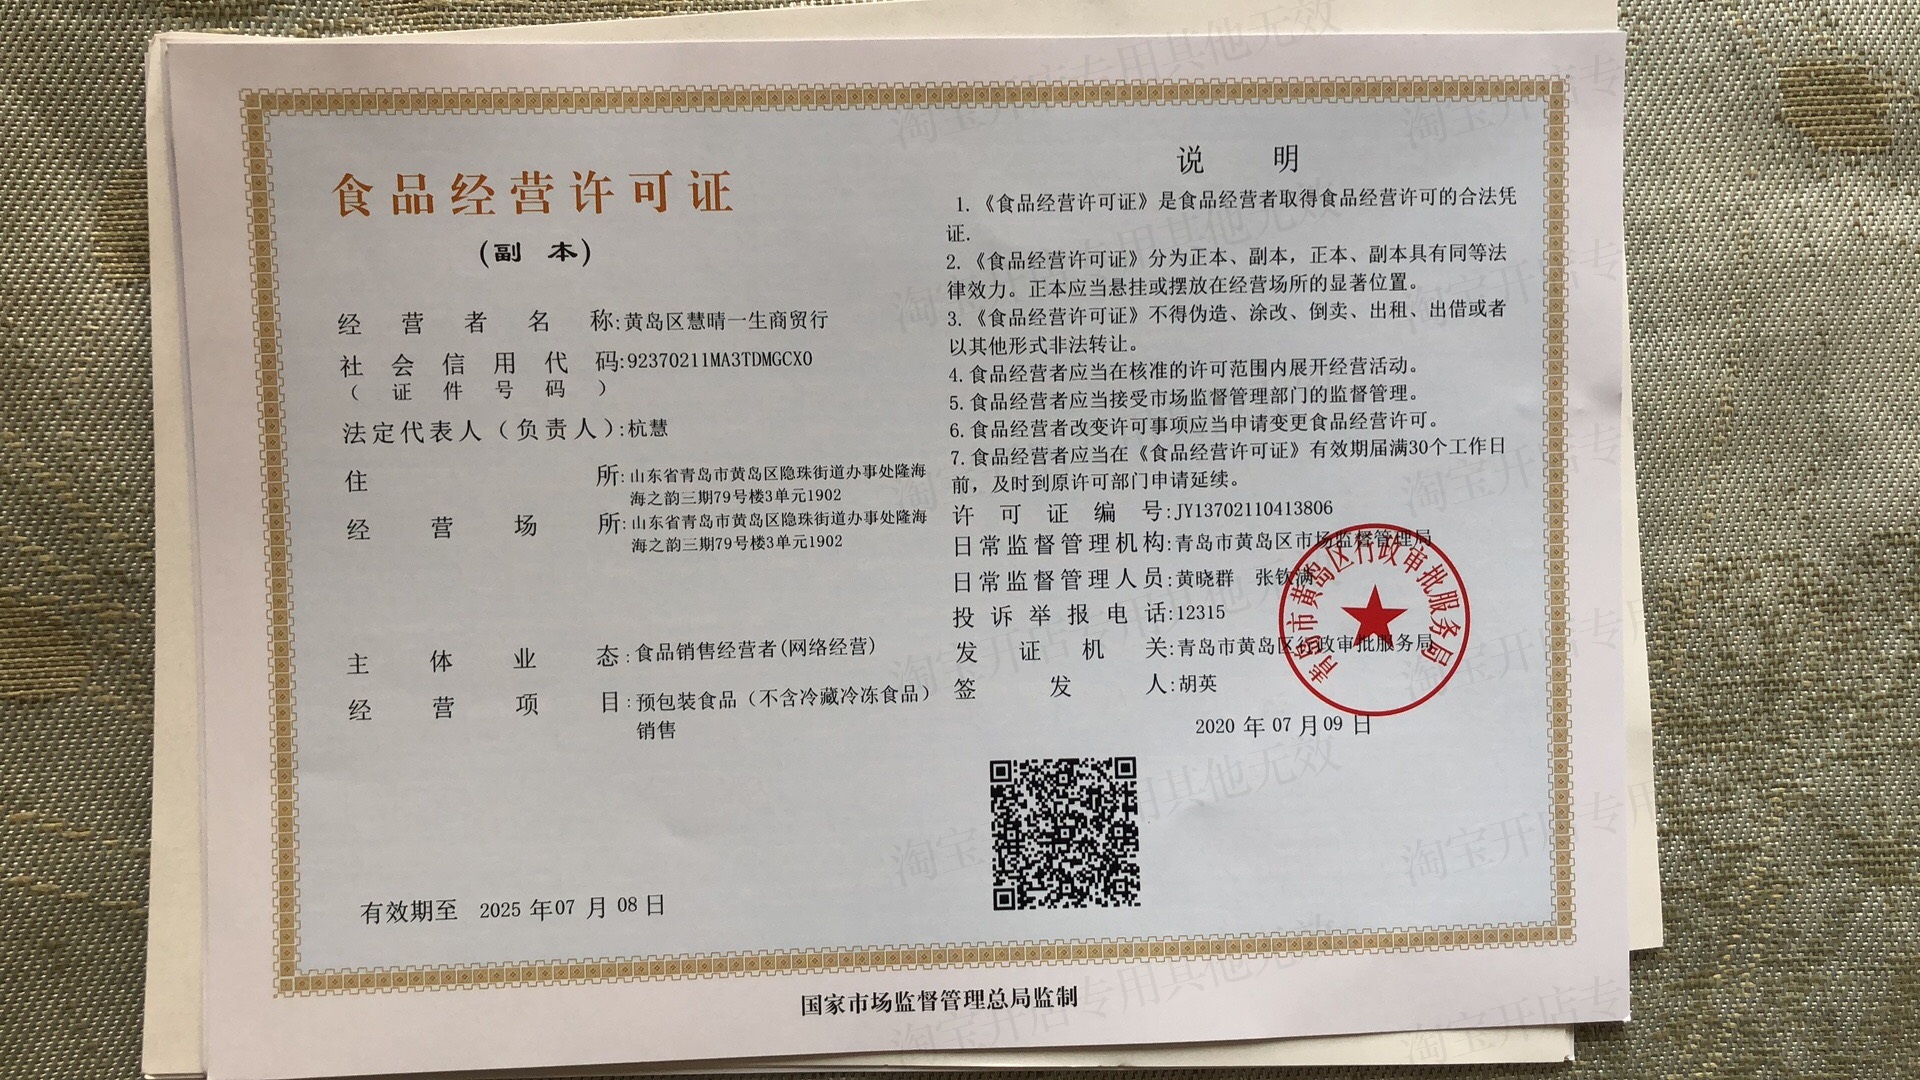 食品经营许可证
(副 本)
经营者名称:黄岛区慧晴一生商贸行
社会信用代码:92370211MA3TDMGCX0
（证件号码）
法定代表人（负责人）:杭慧
住所:山东省青岛市黄岛区隐珠街道办事处隆海
海之韵三期79号楼3单元1902
经营场所:山东省青岛市黄岛区隐珠街道办事处隆海
海之韵三期79号楼3单元1902
主体业态:食品销售经营者(网络经营)
经营项目:预包装食品（不含冷藏冷冻食品）
销售
有效期至 2025 年 07 月 08 日
说 明
1.《食品经营许可证》是食品经营者取得食品经营许可的合法凭
证.
2.《食品经营许可证》分为正本、副本，正本、副本具有同等法
律效力。正本应当悬挂或摆放在经营场所的显著位置。
3.《食品经营许可证》不得伪造、涂改、倒卖、出租、出借或者
以其他形式非法转让。
4.食品经营者应当在核准的许可范围内展开经营活动。
5.食品经营者应当接受市场监督管理部门的监督管理。
6.食品经营者改变许可事项应当申请变更食品经营许可。
7.食品经营者应当在《食品经营许可证》有效期届满30个工作日
前，及时到原许可部门申请延续。
许可证编号:JY13702110413806
日常监督管理机构:青岛市黄岛区市场监督管理局
日常监督管理人员:黄晓群 张钦满
投诉举报电话:12315
发证机关:青岛市黄岛区行政审批服务局
签发人:胡英
2020 年 07 月 09 日
青岛市黄岛区行政审批服务局
国家市场监督管理总局监制
淘宝开店专用其他无效